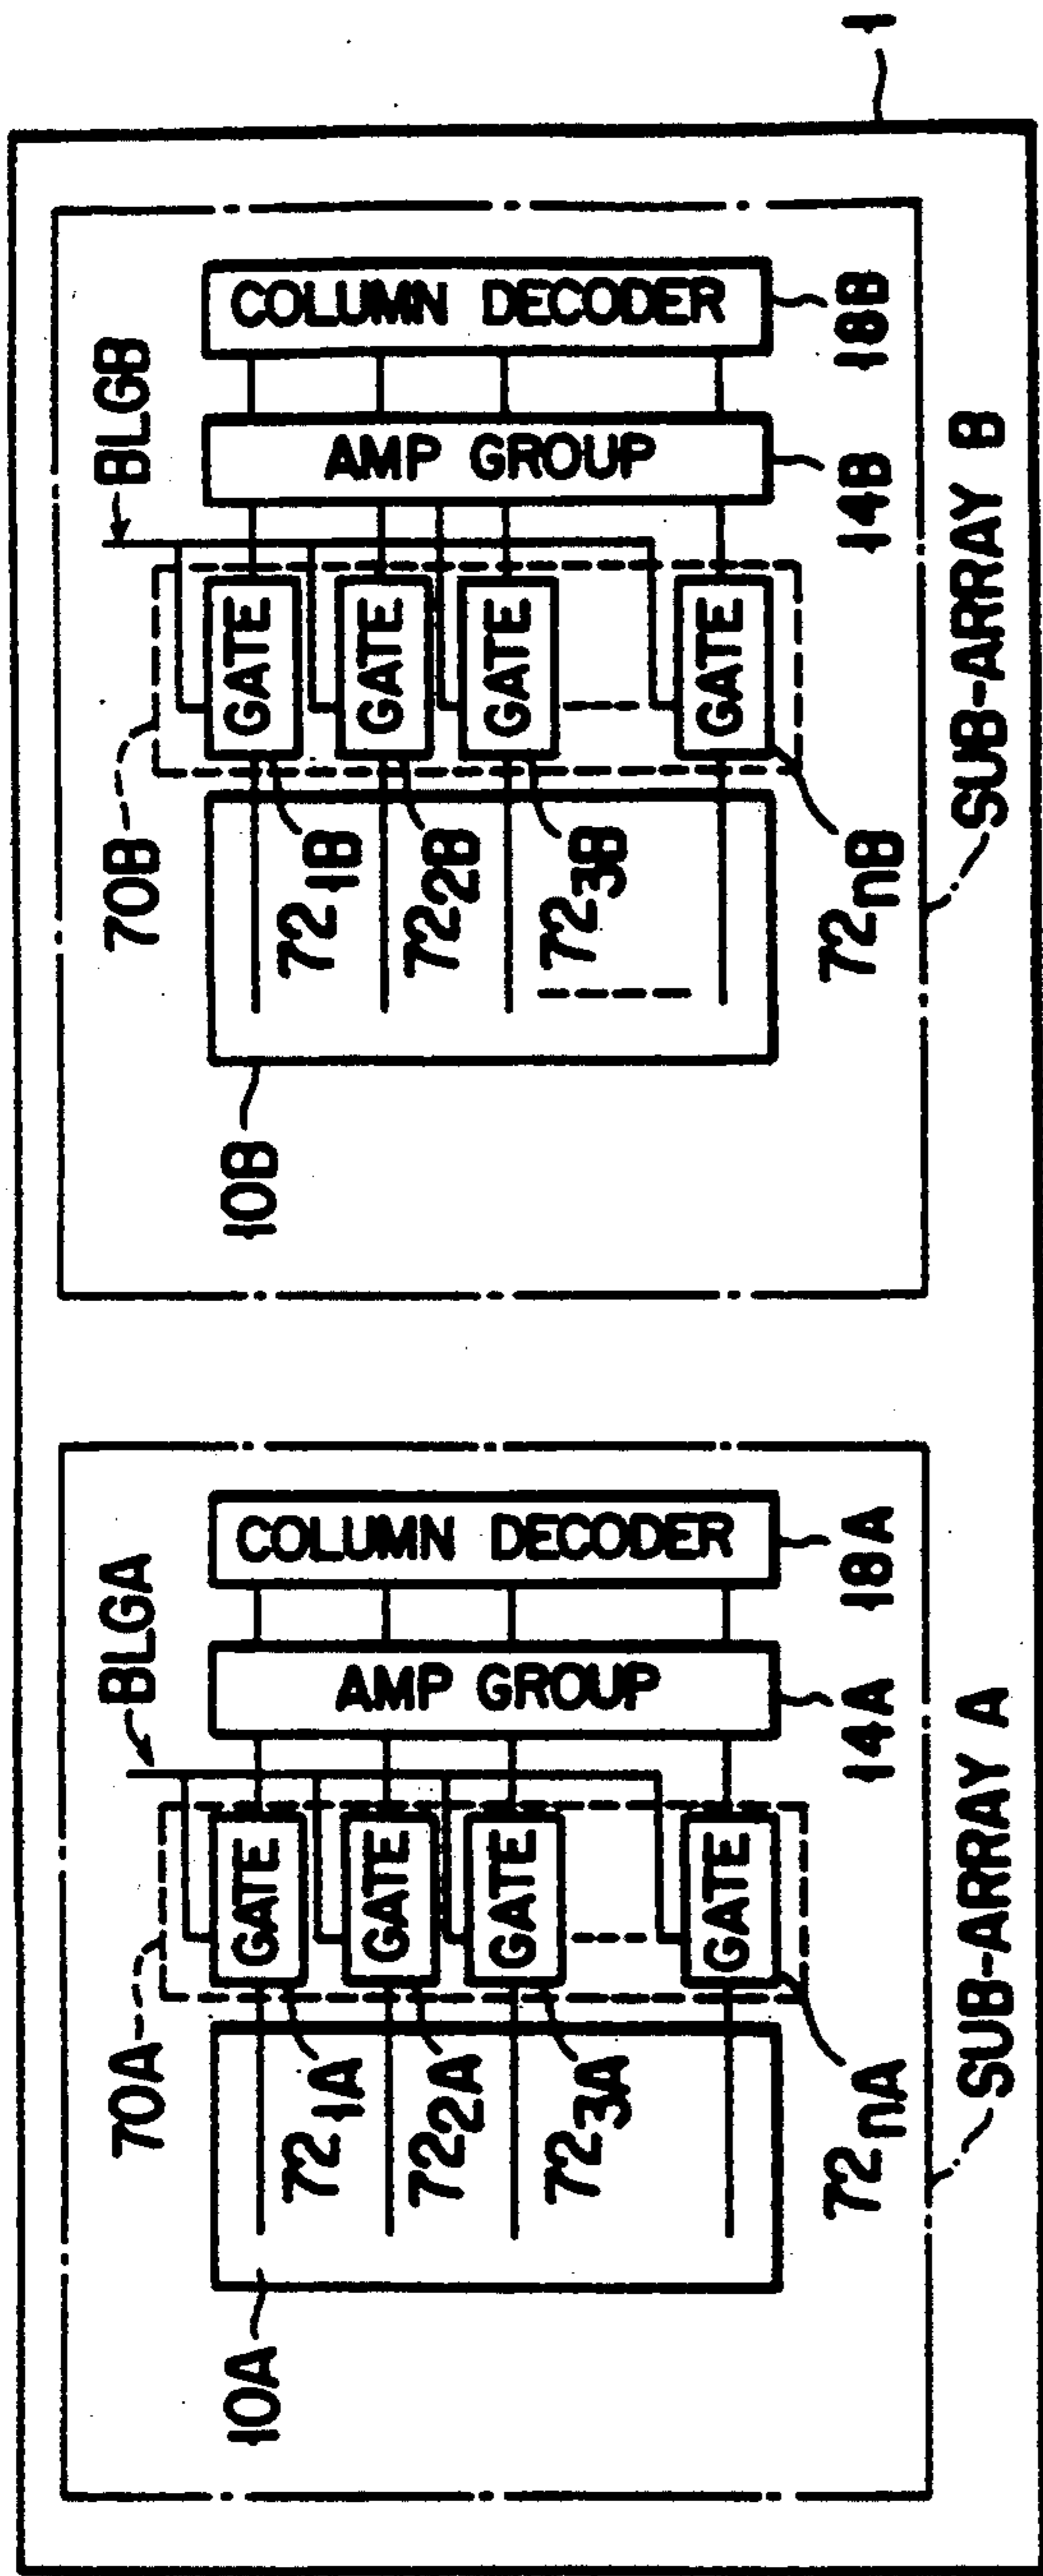 1
BLGA
70A
GATE
GATE
GATE
GATE
AMP GROUP
COLUMN DECODER
10A
72 1A
72 2A
72 3A
72 nA
14A
18A
SUB-ARRAY A
BLGB
70B
GATE
GATE
GATE
GATE
AMP GROUP
COLUMN DECODER
10B
72 1B
72 2B
72 3B
72 nB
14B
18B
SUB-ARRAY B